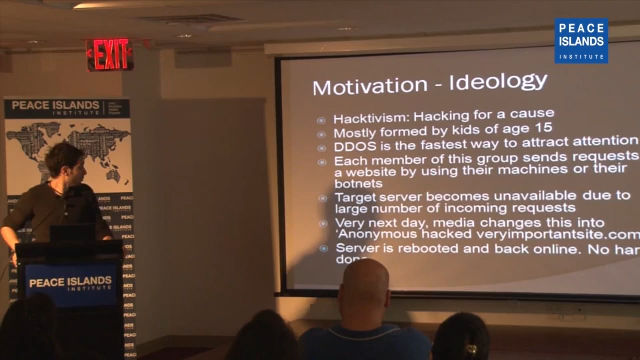 PEACE
ISLANDS
INSTITUTE
EXIT
PEACE ISLANDS
INSTITUTE
Motivation - Ideology
Hacktivism: Hacking for a cause
Mostly formed by kids of age 15
DDOS is the fastest way to attract attention
Each member of this group sends requests
a website by using their machines or their
botnets
Target server becomes unavailable due to
large number of incoming requests
Very next day, media changes this into
'Anonymous hacked veryimportantsite.com
Server is rebooted and back online. No har
done
PEACE ISLANDS
INSTITUTE